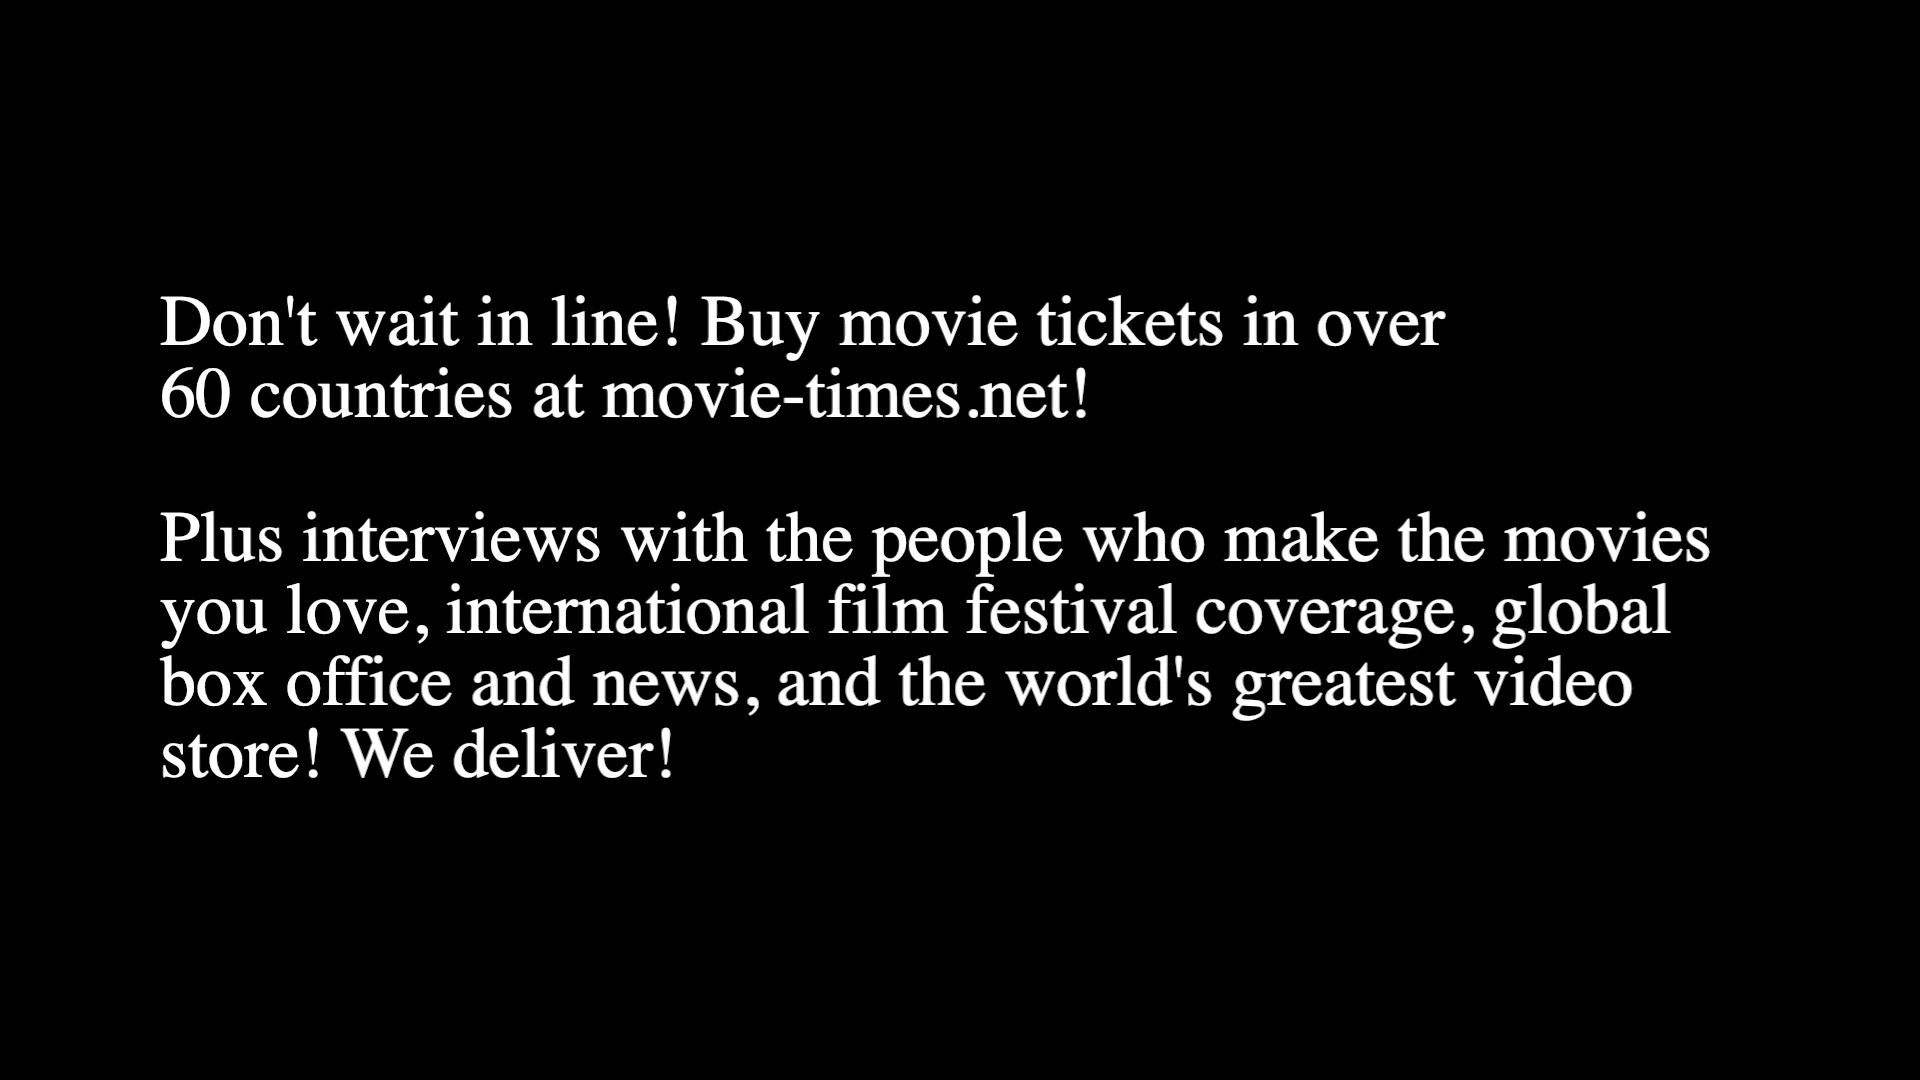 Don't wait in line! Buy movie tickets in over
60 countries at movie-times.net!
Plus interviews with the people who make the movies
you love, international film festival coverage, global
box office and news, and the world's greatest video
store! We deliver!